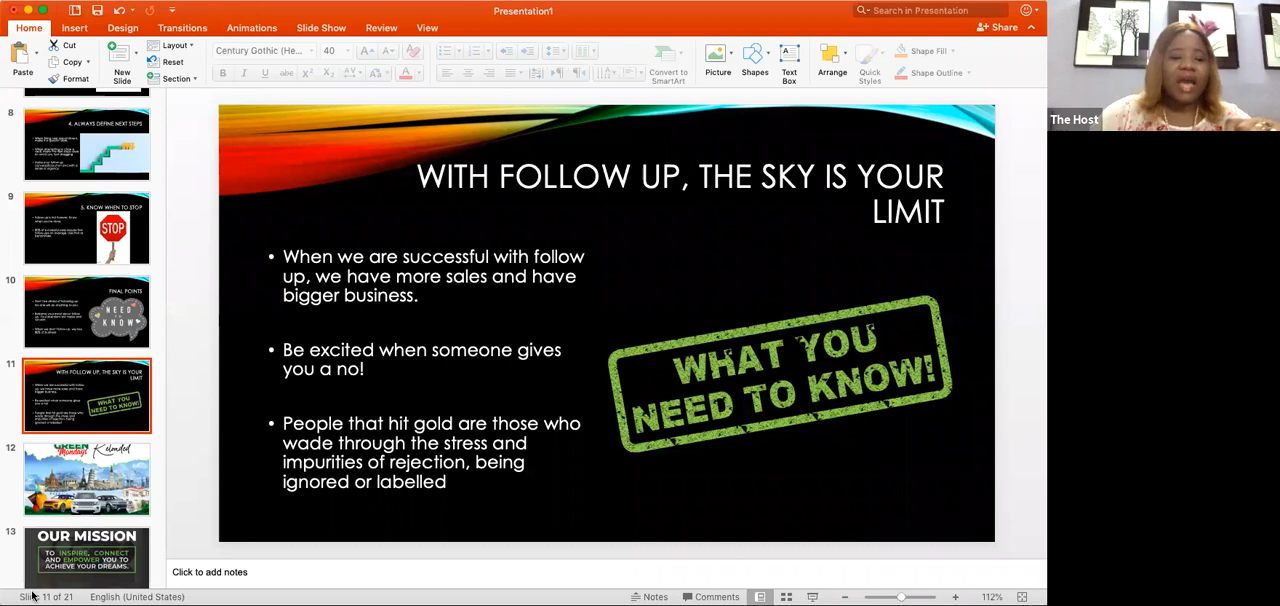 Presentation1
Search in Presentation
Home Insert Design Transitions Animations Slide Show Review View
Share
Paste
Cut
Copy
Format
New
Slide
Layout
Reset
Section
Century Gothic (He...
40
Convert to
SmartArt
Picture
Shapes
Text
Box
Arrange
Quick
Styles
Shape Fill
Shape Outline
8
4. ALWAYS DEFINE NEXT STEPS
9
5. KNOW WHEN TO STOP
STOP
10
FINAL POINTS
NEED
TO
KNOW
11
WITH FOLLOW UP, THE SKY IS YOUR
LIMIT
WHAT YOU
NEED TO KNOW!
12
GREEN
Mondays
Reloaded
13
OUR MISSION
TO INSPIRE, CONNECT
AND EMPOWER YOU TO
ACHIEVE YOUR DREAMS.
WITH FOLLOW UP, THE SKY IS YOUR
LIMIT
• When we are successful with follow
up, we have more sales and have
bigger business.
• Be excited when someone gives
you a no!
• People that hit gold are those who
wade through the stress and
impurities of rejection, being
ignored or labelled
WHAT YOU
NEED TO KNOW!
The Host
Click to add notes
Slide 11 of 21
English (United States)
Notes
Comments
112%